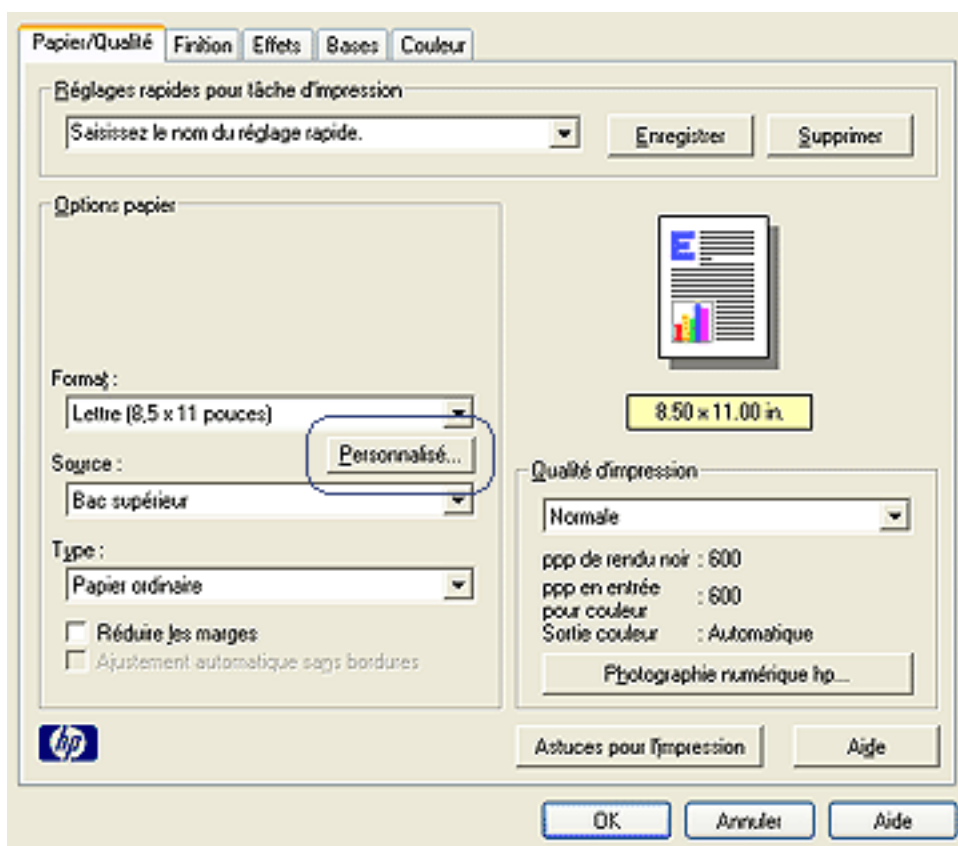 Papier/Qualité Finition Effets Bases Couleur
Réglages rapides pour tâche d'impression
Saisissez le nom du réglage rapide. Enregistrer Supprimer
Options papier
E
Format :
Lettre (8,5 x 11 pouces)
8.50 x 11.00 in.
Personnalisé...
Source :
Qualité d'impression
Bac supérieur
Normale
Type :
ppp de rendu noir : 600
Papier ordinaire
ppp en entrée
pour couleur : 600
Réduire les marges
Sortie couleur : Automatique
Ajustement automatique sans bordures
Photographie numérique hp...
hp
Astuces pour l'impression Aide
OK Annuler Aide